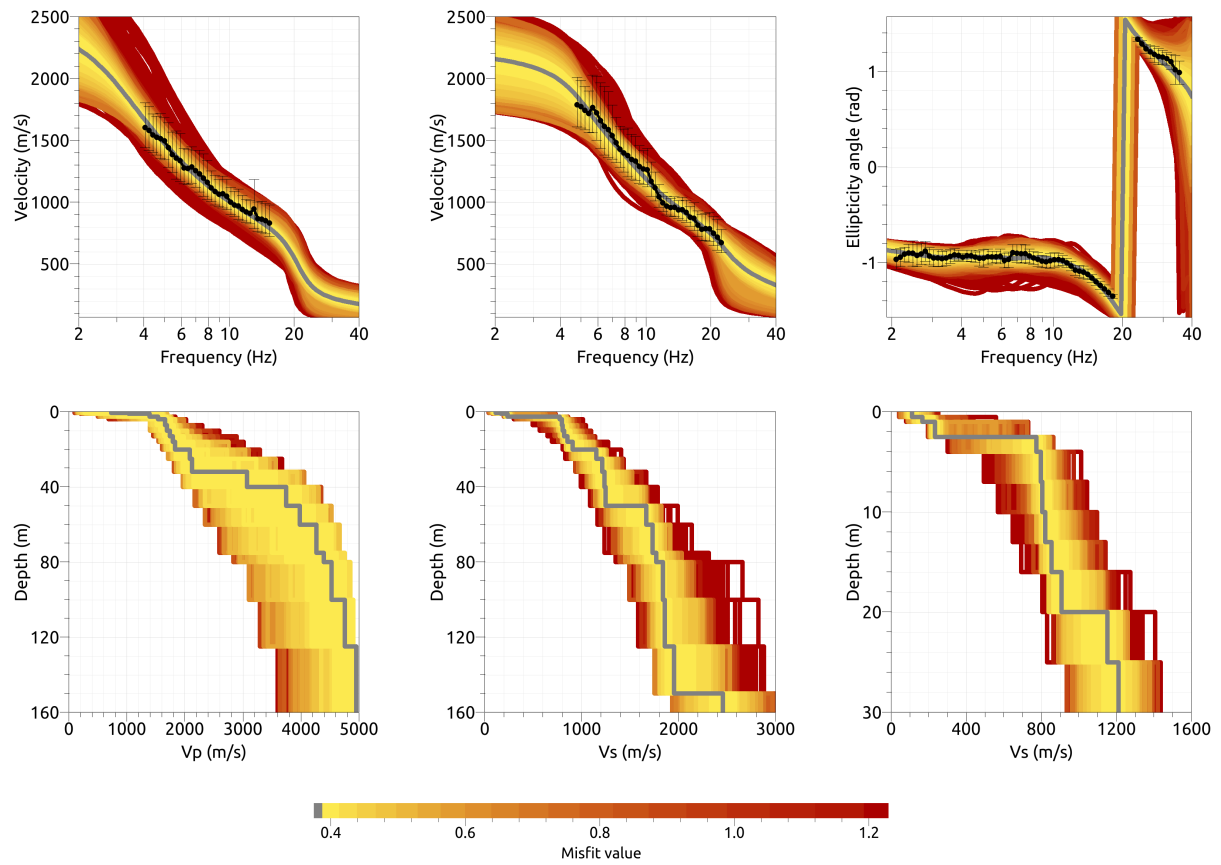 2500
2000
1500
1000
500
Velocity (m/s)
2 4 6 8 10 20 40
Frequency (Hz)
2500
2000
1500
1000
500
Velocity (m/s)
2 4 6 8 10 20 40
Frequency (Hz)
1
0
-1
Ellipticity angle (rad)
2 4 6 8 10 20 40
Frequency (Hz)
0
40
80
120
160
Depth (m)
0 1000 2000 3000 4000 5000
Vp (m/s)
0
40
80
120
160
Depth (m)
0 1000 2000 3000
Vs (m/s)
0
10
20
30
Depth (m)
0 400 800 1200 1600
Vs (m/s)
0.4 0.6 0.8 1.0 1.2
Misfit value